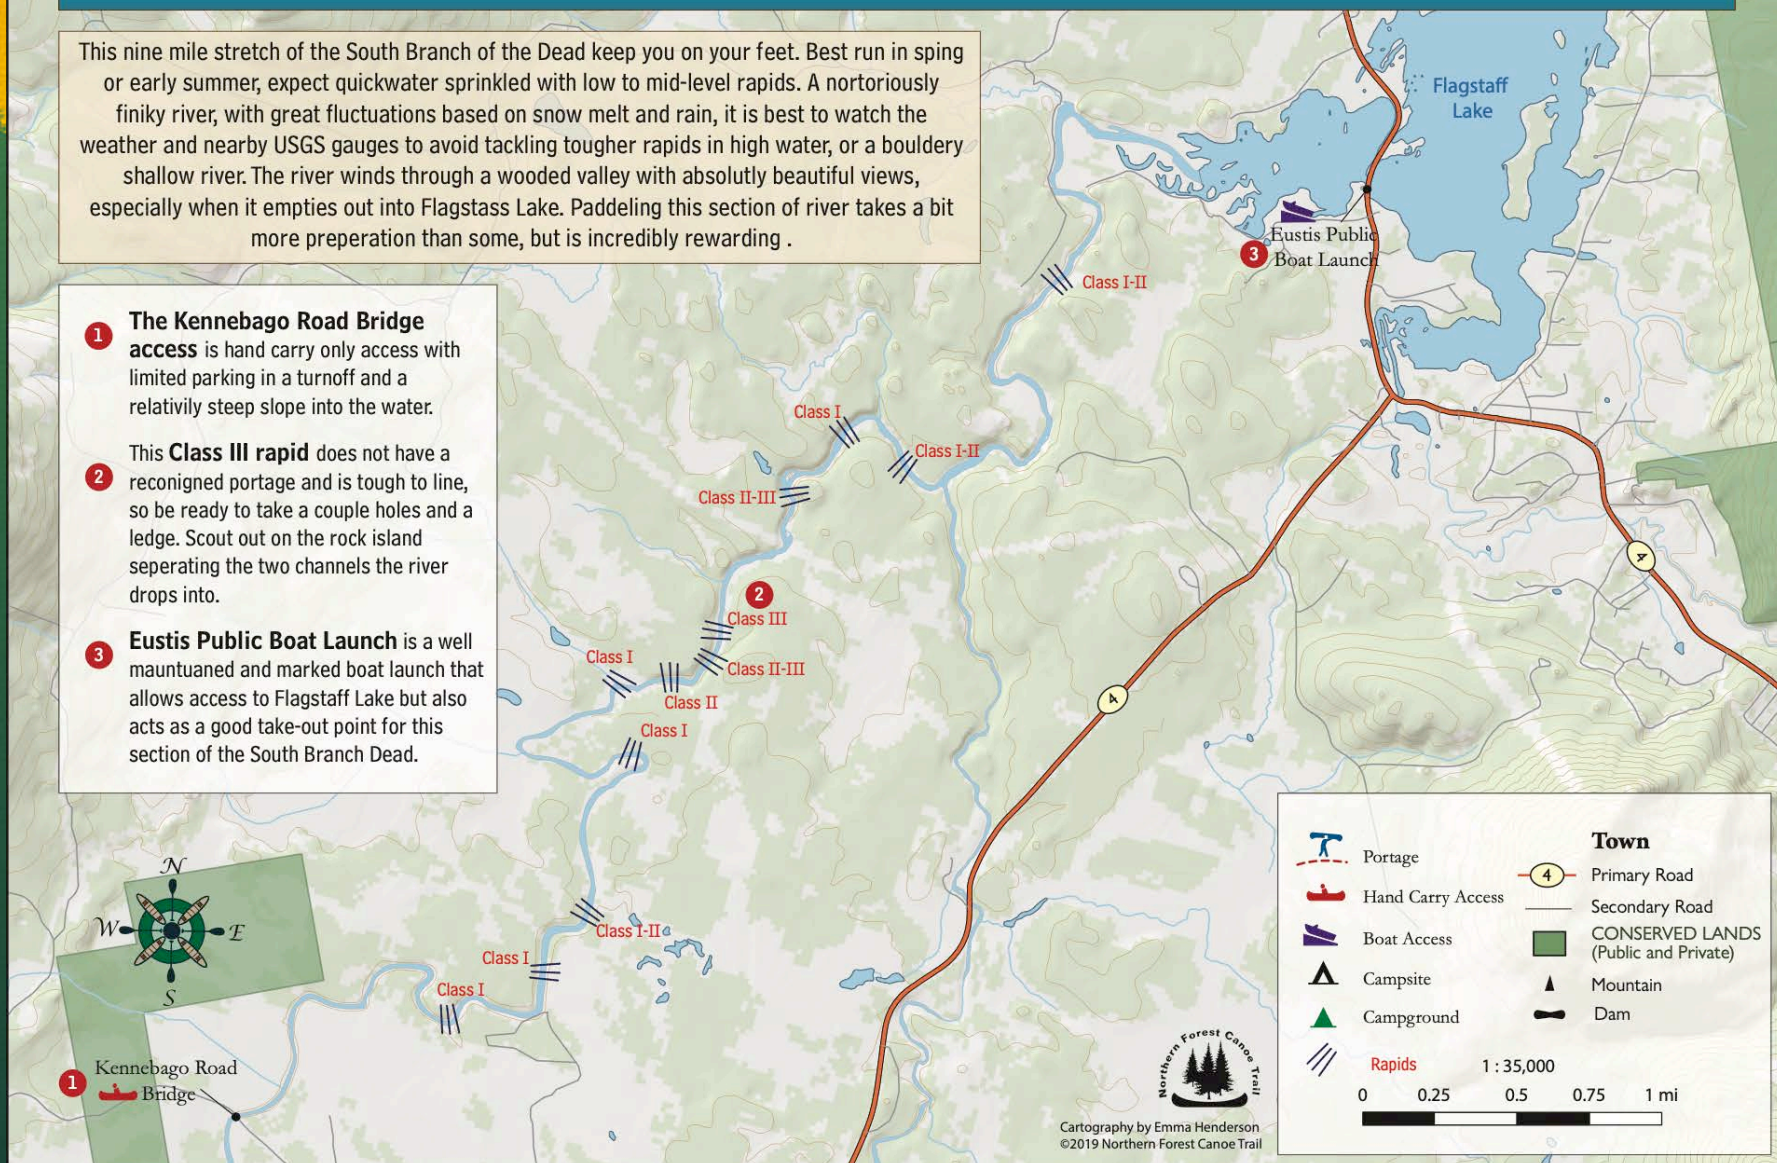 This nine mile stretch of the South Branch of the Dead keep you on your feet. Best run in sping
or early summer, expect quickwater sprinkled with low to mid-level rapids. A nortoriously
finiky river, with great fluctuations based on snow melt and rain, it is best to watch the
weather and nearby USGS gauges to avoid tackling tougher rapids in high water, or a bouldery
shallow river. The river winds through a wooded valley with absolutly beautiful views,
especially when it empties out into Flagstass Lake. Paddeling this section of river takes a bit
more preperation than some, but is incredibly rewarding .
1
The Kennebago Road Bridge
access is hand carry only access with
limited parking in a turnoff and a
relativily steep slope into the water.
2
This Class III rapid does not have a
reconigned portage and is tough to line,
so be ready to take a couple holes and a
ledge. Scout out on the rock island
seperating the two channels the river
drops into.
3
Eustis Public Boat Launch is a well
mauntuaned and marked boat launch that
allows access to Flagstaff Lake but also
acts as a good take-out point for this
section of the South Branch Dead.
Flagstaff
Lake
3
Eustis Public
Boat Launch
Class I-II
Class I
Class I-II
Class II-III
2
Class III
Class I
Class II-III
Class II
Class I
Class I-II
Class I
Class I
4
4
N
W
E
S
1
Kennebago Road
Bridge
Northern Forest Canoe Trail
Cartography by Emma Henderson
©2019 Northern Forest Canoe Trail
Portage
Hand Carry Access
Boat Access
Campsite
Campground
Rapids
Town
4
Primary Road
Secondary Road
CONSERVED LANDS
(Public and Private)
Mountain
Dam
1 : 35,000
0 0.25 0.5 0.75 1 mi